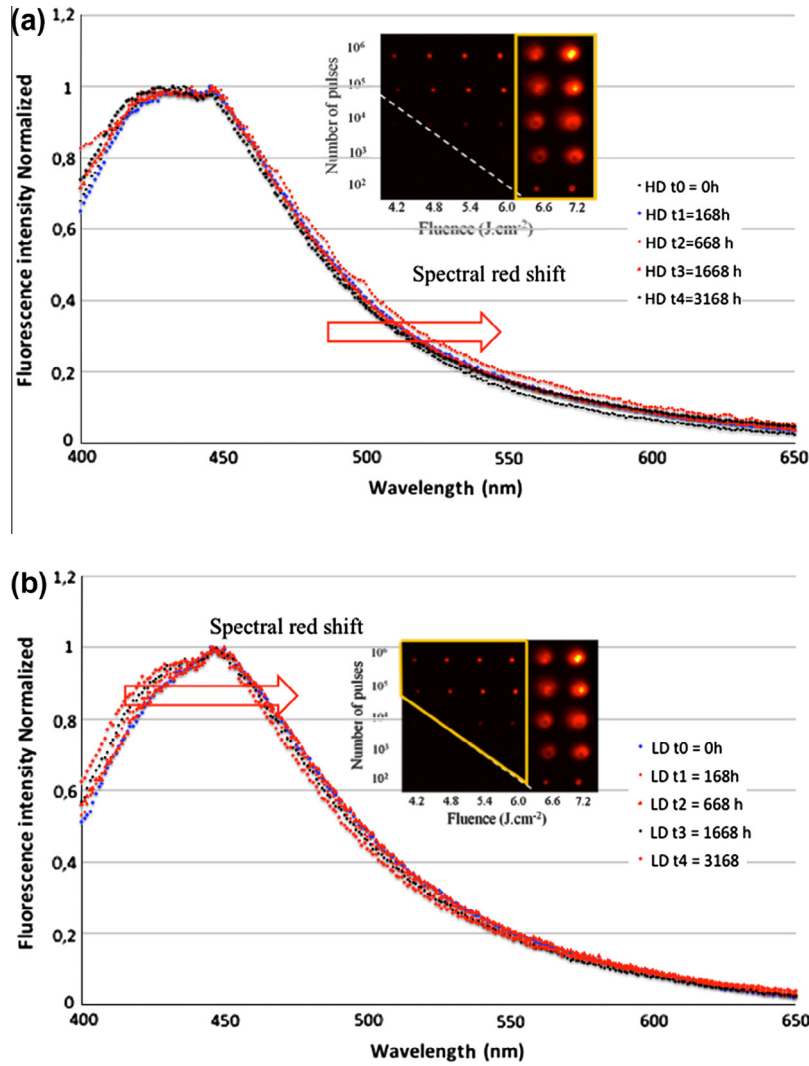 (a)
1,2
1
0,8
0,6
0,4
0,2
0
Fluorescence intensity Normalized
400 450 500 550 600 650
Wavelength (nm)
Spectral red shift
Number of pulses
10⁶
10⁵
10⁴
10³
10²
4.2 4.8 5.4 6.0 6.6 7.2
Fluence (J.cm⁻²)
HD t0 = 0h
HD t1=168h
HD t2=668 h
HD t3=1668 h
HD t4=3168 h
(b)
1,2
1
0,8
0,6
0,4
0,2
0
Fluorescence intensity Normalized
400 450 500 550 600 650
Wavelength (nm)
Spectral red shift
Number of pulses
10⁶
10⁵
10⁴
10³
10²
4.2 4.8 5.4 6.0 6.6 7.2
Fluence (J.cm⁻²)
LD t0 = 0h
LD t1 = 168h
LD t2 = 668 h
LD t3 = 1668 h
LD t4 = 3168